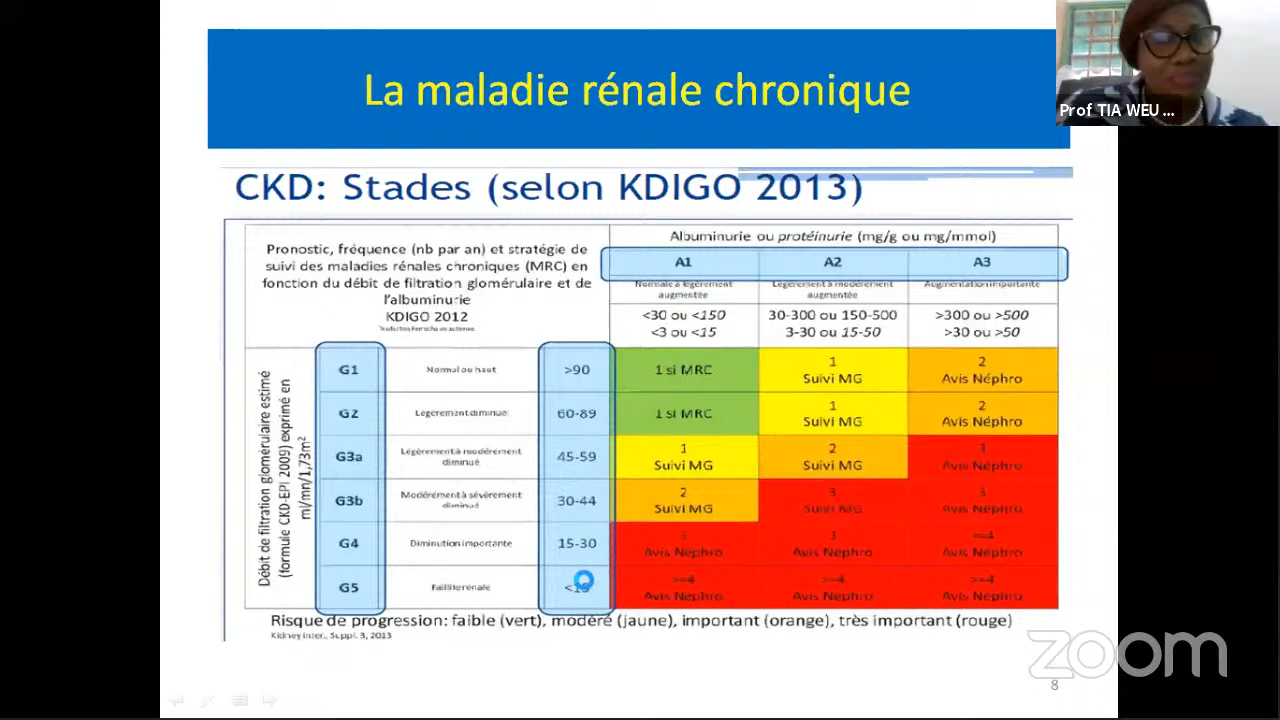 La maladie rénale chronique
Prof TIA WEU ...
CKD: Stades (selon KDIGO 2013)
Pronostic, fréquence (nb par an) et stratégie de
suivi des maladies rénales chroniques (MRC) en
fonction du débit de filtration glomérulaire et de
l'albuminurie
KDIGO 2012
Albuminurie ou protéinurie (mg/g ou mg/mmol)
A1 A2 A3
Normale à légèrement
augmentée
Légèrement à modérément
augmentée
Augmentation importante
<30 ou <150
<3 ou <15
30-300 ou 150-500
3-30 ou 15-50
>300 ou >500
>30 ou >50
Débit de filtration glomérulaire estimé
(formule CKD-EPI 2009) exprimé en
ml/mn/1,73m²
G1 Normal ou haut >90
1 si MRC
1
Suivi MG
2
Avis Néphro
G2 Légèrement diminué 60-89
1 si MRC
1
Suivi MG
2
Avis Néphro
G3a Légèrement à modérément
diminué
45-59
1
Suivi MG
2
Suivi MG
3
Avis Néphro
G3b Modérément à sévèrement
diminué
30-44
2
Suivi MG
3
Suivi MG
3
Avis Néphro
G4 Diminution importante 15-30
3
Avis Néphro
3
Avis Néphro
>=4
Avis Néphro
G5 Faillite rénale
>=4
Avis Néphro
>=4
Avis Néphro
>=4
Avis Néphro
Risque de progression: faible (vert), modéré (jaune), important (orange), très important (rouge)
Kidney inter., Suppl. 3, 2013
zoom
8